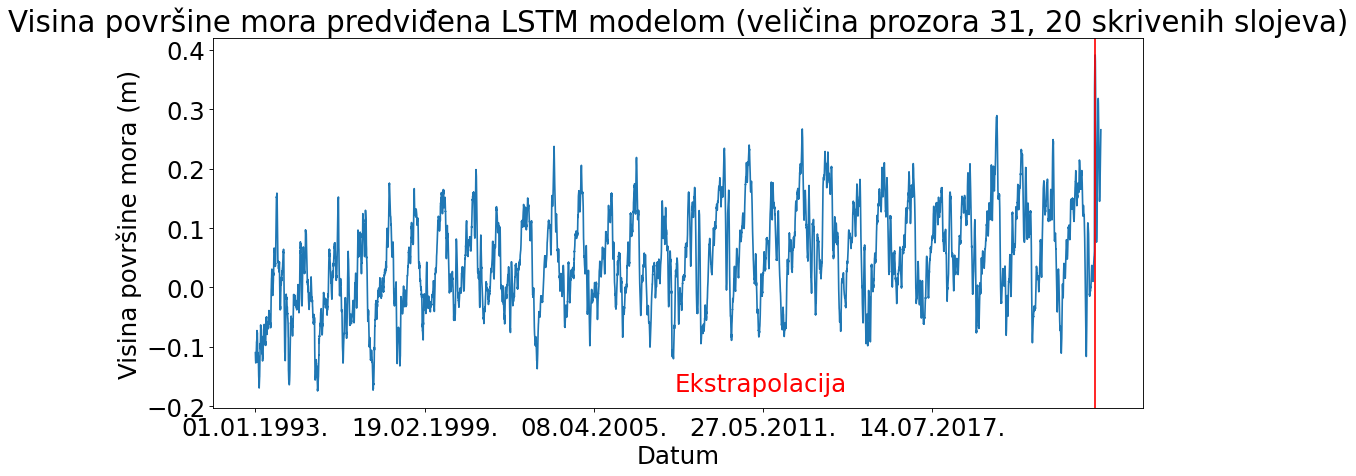 Visina površine mora predviđena LSTM modelom (veličina prozora 31, 20 skrivenih slojeva)
Visina površine mora (m)
0.4
0.3
0.2
0.1
0.0
−0.1
−0.2
Ekstrapolacija
01.01.1993. 19.02.1999. 08.04.2005. 27.05.2011. 14.07.2017.
Datum